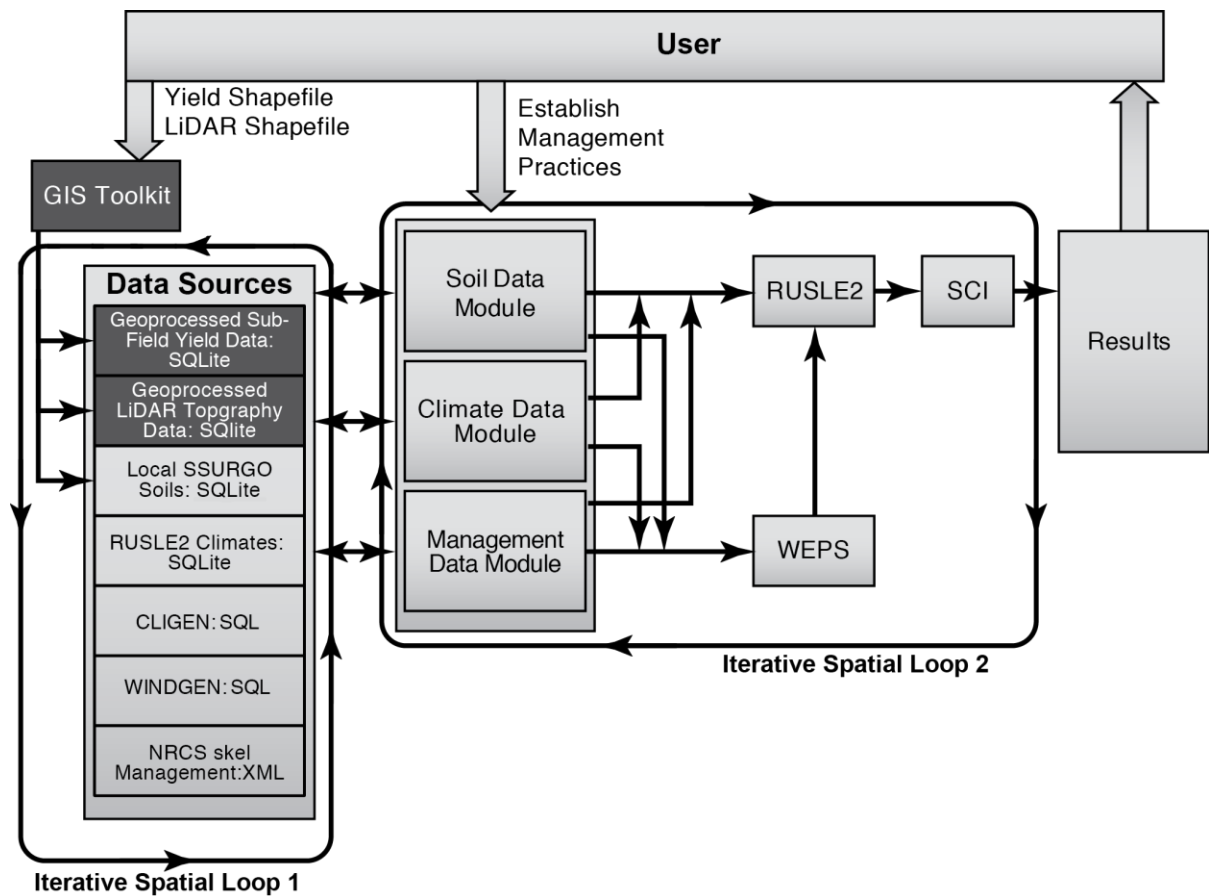 User
Yield Shapefile
LiDAR Shapefile
Establish
Management
Practices
GIS Toolkit
Data Sources
Geoprocessed Sub-
Field Yield Data:
SQLite
Geoprocessed
LiDAR Topgraphy
Data: SQlite
Local SSURGO
Soils: SQLite
RUSLE2 Climates:
SQLite
CLIGEN: SQL
WINDGEN: SQL
NRCS skel
Management:XML
Iterative Spatial Loop 1
Soil Data
Module
Climate Data
Module
Management
Data Module
RUSLE2
SCI
WEPS
Iterative Spatial Loop 2
Results